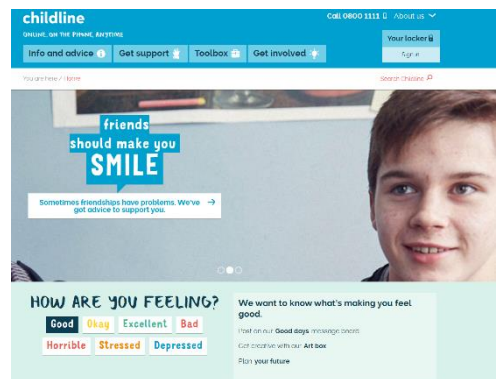 childline
ONLINE, ON THE PHONE, ANYTIME
Call 0800 1111 About us
Your locker
Sign in
Info and advice
Get support
Toolbox
Get involved
You are here / Home
Search Childline
friends
should make you
SMILE
Sometimes friendships have problems. We've
got advice to support you.
HOW ARE YOU FEELING?
Good Okay Excellent Bad
Horrible Stressed Depressed
We want to know what's making you feel
good.
Post on our Good days message board.
Get creative with our Art box
Plan your future